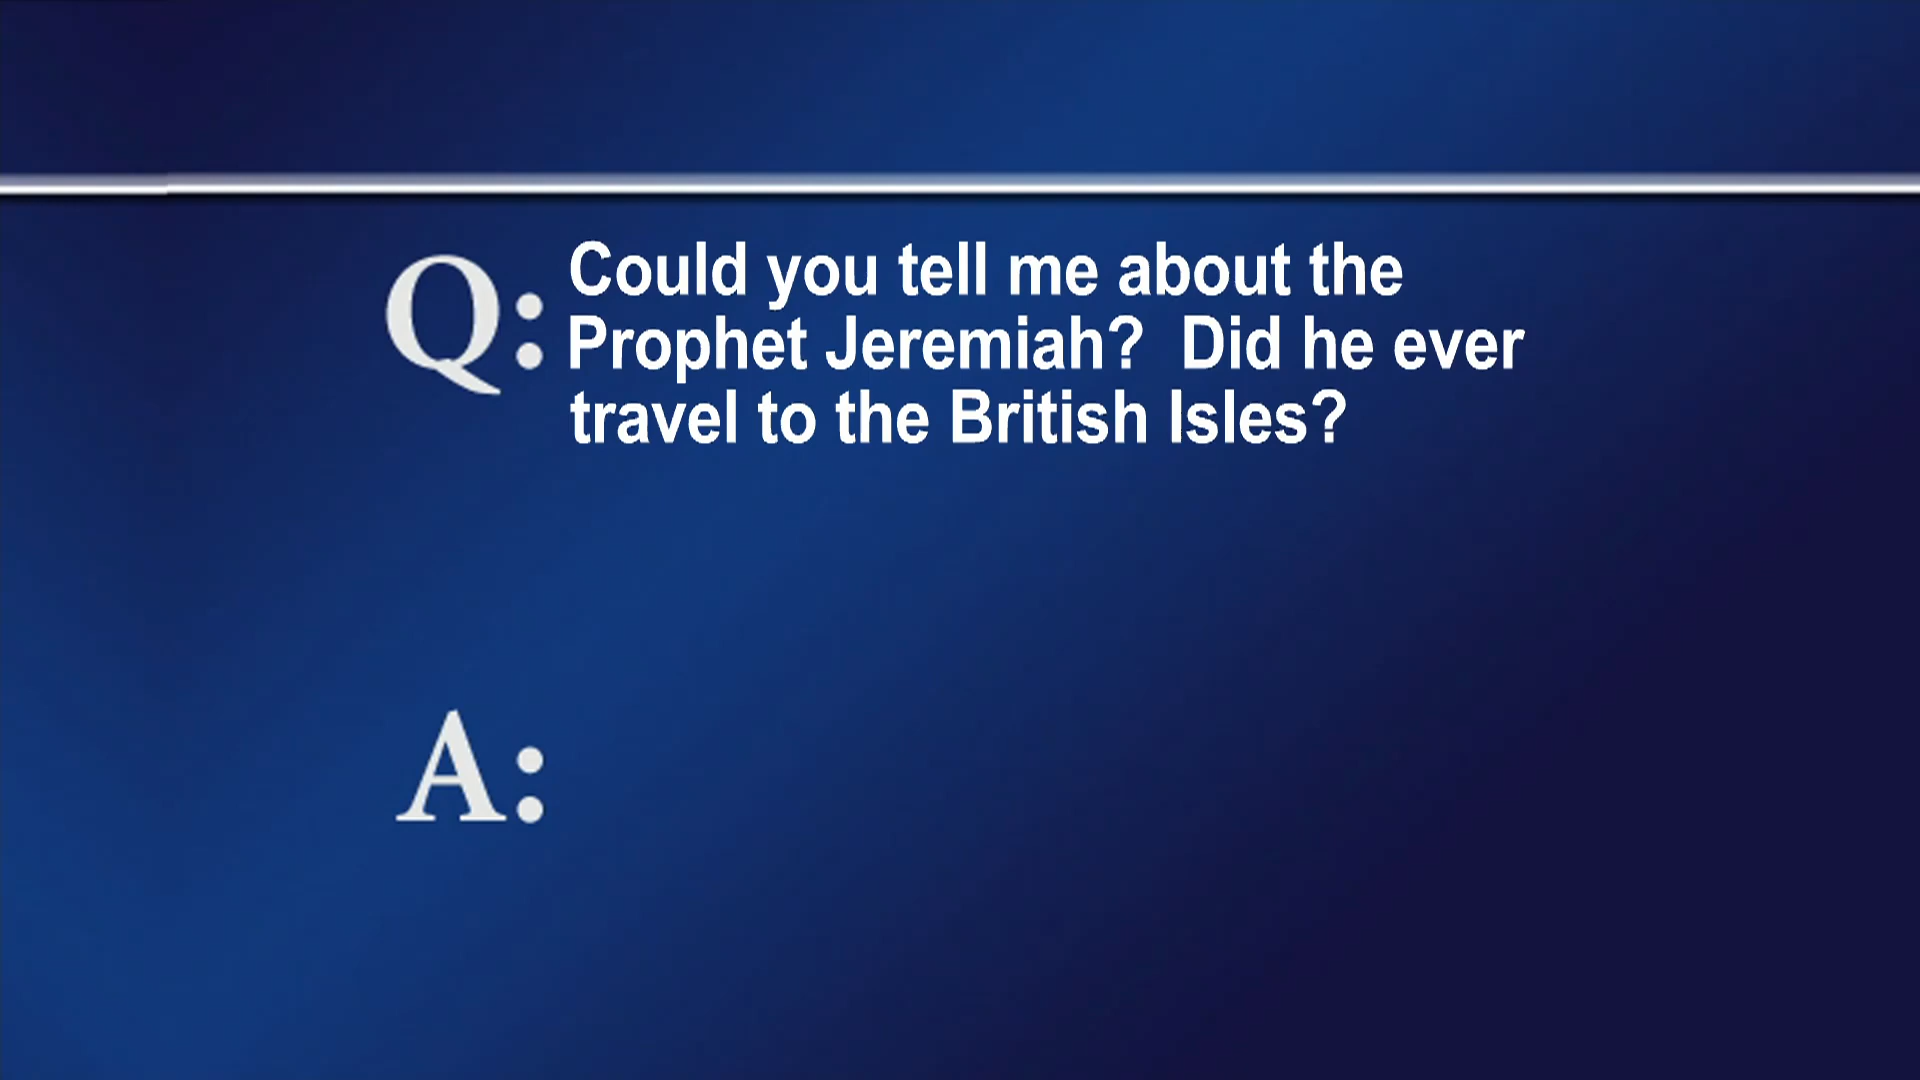 Q: Could you tell me about the
Prophet Jeremiah? Did he ever
travel to the British Isles?
A: